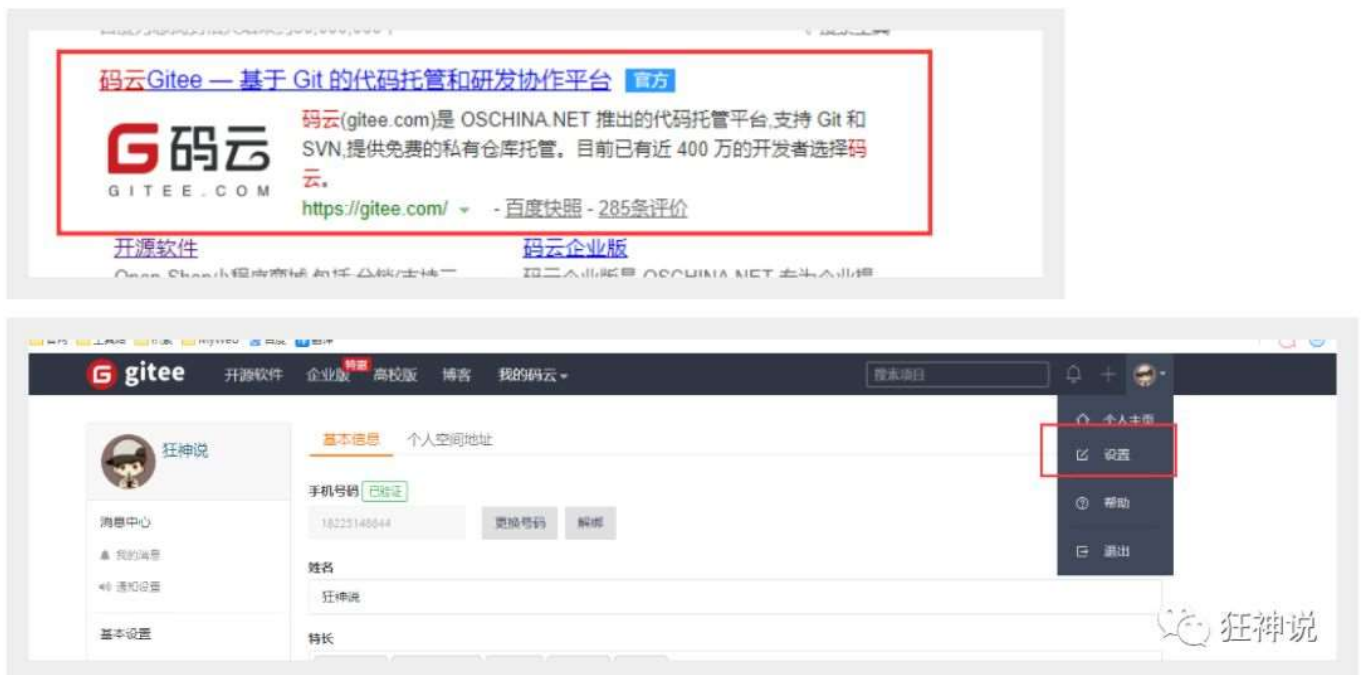 码云Gitee — 基于 Git 的代码托管和研发协作平台 官方
G码云
GITEE.COM
码云(gitee.com)是 OSCHINA.NET 推出的代码托管平台,支持 Git 和
SVN,提供免费的私有仓库托管。目前已有近 400 万的开发者选择码
云。
https://gitee.com/ - 百度快照 - 285条评价
开源软件 码云企业版
G gitee 开源软件 企业版 特惠 高校版 博客 我的码云 搜索项目
个人主页
设置
帮助
退出
狂神说
基本信息 个人空间地址
手机号码 已验证
18225148644 更换号码 解绑
消息中心
我的消息
通知设置
基本设置
姓名
狂神说
特长
狂神说